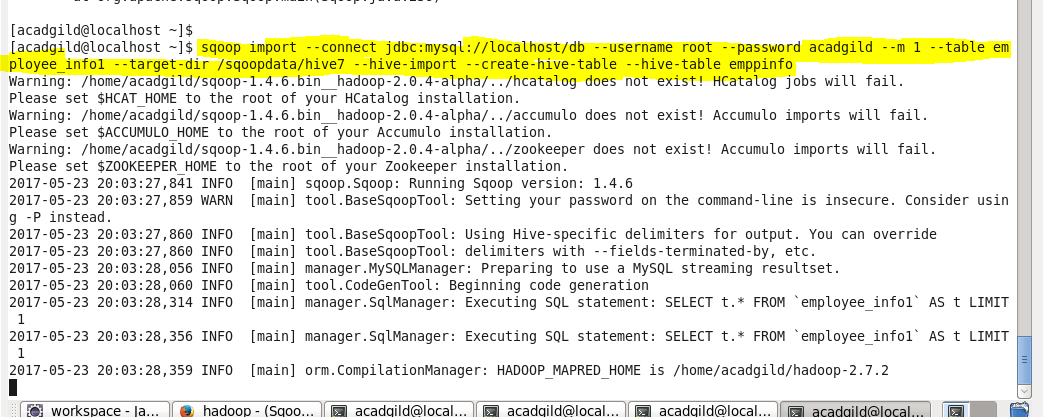 [acadgild@localhost ~]$
[acadgild@localhost ~]$ sqoop import --connect jdbc:mysql://localhost/db --username root --password acadgild --m 1 --table em
ployee_info1 --target-dir /sqoopdata/hive7 --hive-import --create-hive-table --hive-table emppinfo
Warning: /home/acadgild/sqoop-1.4.6.bin__hadoop-2.0.4-alpha/../hcatalog does not exist! HCatalog jobs will fail.
Please set $HCAT_HOME to the root of your HCatalog installation.
Warning: /home/acadgild/sqoop-1.4.6.bin__hadoop-2.0.4-alpha/../accumulo does not exist! Accumulo imports will fail.
Please set $ACCUMULO_HOME to the root of your Accumulo installation.
Warning: /home/acadgild/sqoop-1.4.6.bin__hadoop-2.0.4-alpha/../zookeeper does not exist! Accumulo imports will fail.
Please set $ZOOKEEPER_HOME to the root of your Zookeeper installation.
2017-05-23 20:03:27,841 INFO  [main] sqoop.Sqoop: Running Sqoop version: 1.4.6
2017-05-23 20:03:27,859 WARN  [main] tool.BaseSqoopTool: Setting your password on the command-line is insecure. Consider usin
g -P instead.
2017-05-23 20:03:27,860 INFO  [main] tool.BaseSqoopTool: Using Hive-specific delimiters for output. You can override
2017-05-23 20:03:27,860 INFO  [main] tool.BaseSqoopTool: delimiters with --fields-terminated-by, etc.
2017-05-23 20:03:28,056 INFO  [main] manager.MySQLManager: Preparing to use a MySQL streaming resultset.
2017-05-23 20:03:28,060 INFO  [main] tool.CodeGenTool: Beginning code generation
2017-05-23 20:03:28,314 INFO  [main] manager.SqlManager: Executing SQL statement: SELECT t.* FROM `employee_info1` AS t LIMIT
 1
2017-05-23 20:03:28,356 INFO  [main] manager.SqlManager: Executing SQL statement: SELECT t.* FROM `employee_info1` AS t LIMIT
 1
2017-05-23 20:03:28,359 INFO  [main] orm.CompilationManager: HADOOP_MAPRED_HOME is /home/acadgild/hadoop-2.7.2
workspace - Ja... hadoop - (Sqoo... acadgild@local... acadgild@local... acadgild@local... acadgild@local...